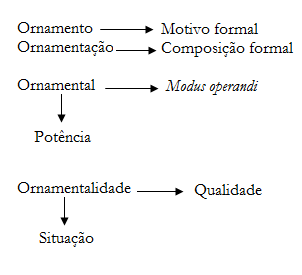 Ornamento Motivo formal
Ornamentação Composição formal
Ornamental Modus operandi
Potência
Ornamentalidade Qualidade
Situação